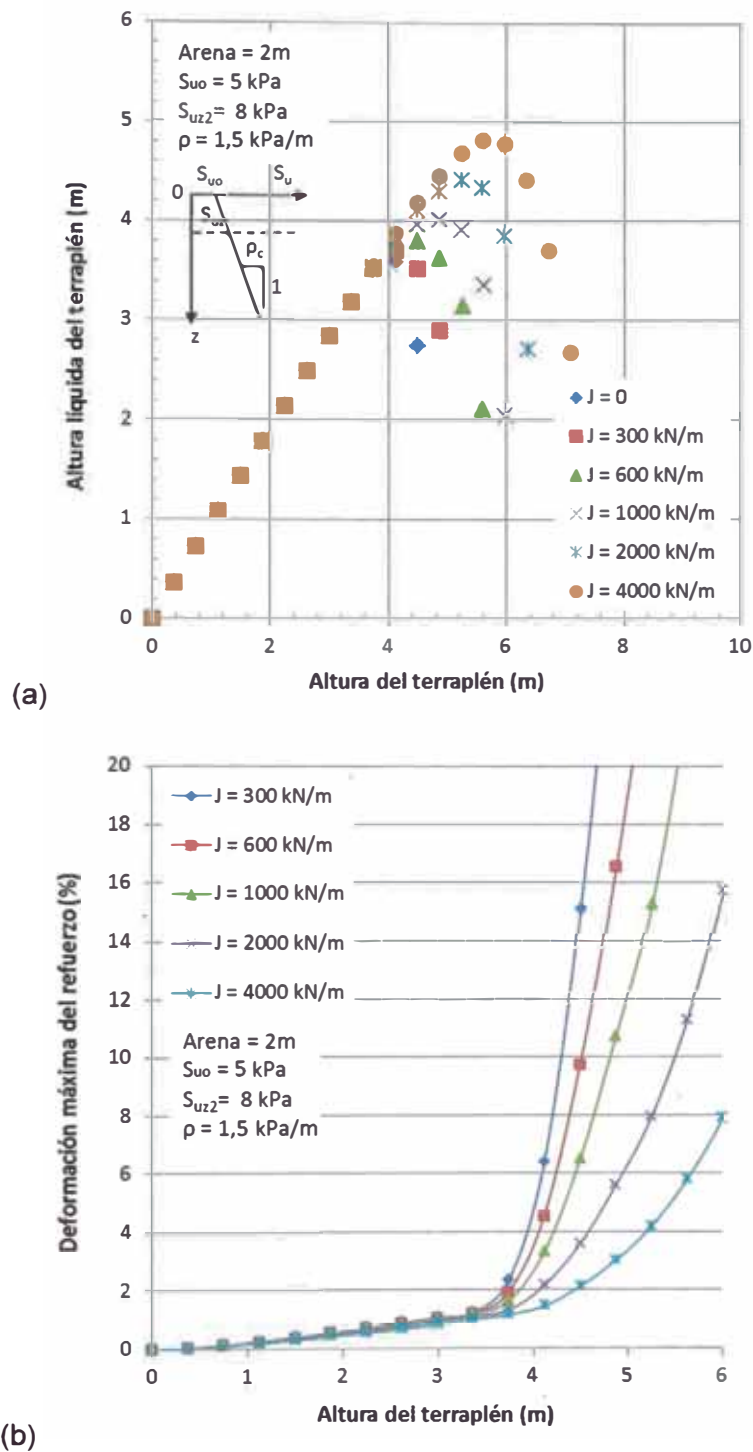 6
5
4
3
2
1
0
Altura líquida del terraplén (m)
Arena = 2m
Suo = 5 kPa
Suz2= 8 kPa
ρ = 1,5 kPa/m
Suo
Su
0
ρc
1
z
J = 0
J = 300 kN/m
J = 600 kN/m
J = 1000 kN/m
J = 2000 kN/m
J = 4000 kN/m
0 2 4 6 8 10
Altura del terraplén (m)
(a)
20
18
16
14
12
10
8
6
4
2
0
Deformación máxima del refuerzo (%)
J = 300 kN/m
J = 600 kN/m
J = 1000 kN/m
J = 2000 kN/m
J = 4000 kN/m
Arena = 2m
Suo = 5 kPa
Suz2= 8 kPa
ρ = 1,5 kPa/m
0 1 2 3 4 5 6
Altura del terraplén (m)
(b)